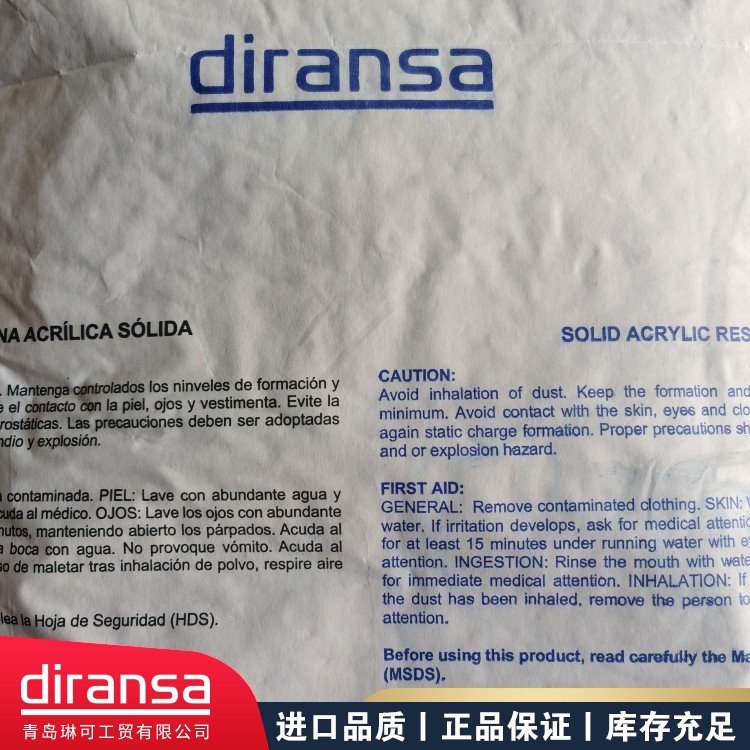 diransa
NA ACRÍLICA SÓLIDA
. Mantenga controlados los ninveles de formación y
e el contacto con la piel, ojos y vestimenta. Evite la
rostáticas. Las precauciones deben ser adoptadas
ndio y explosión.
a contaminada. PIEL: Lave con abundante agua y
cuda al médico. OJOS: Lave los ojos con abundante
nutos, manteniendo abierto los párpados. Acuda al
a boca con agua. No provoque vómito. Acuda al
so de maletar tras inhalación de polvo, respire aire
lea la Hoja de Seguridad (HDS).
SOLID ACRYLIC RES
CAUTION:
Avoid inhalation of dust. Keep the formation and
minimum. Avoid contact with the skin, eyes and clo
again static charge formation. Proper precautions sh
and or explosion hazard.
FIRST AID:
GENERAL: Remove contaminated clothing. SKIN: W
water. If irritation develops, ask for medical attenti
for at least 15 minutes under running water with ey
attention. INGESTION: Rinse the mouth with wate
for immediate medical attention. INHALATION: If
the dust has been inhaled, remove the person to
attention.
Before using this product, read carefully the Ma
(MSDS).
diransa
青岛琳可工贸有限公司
进口品质丨正品保证丨库存充足